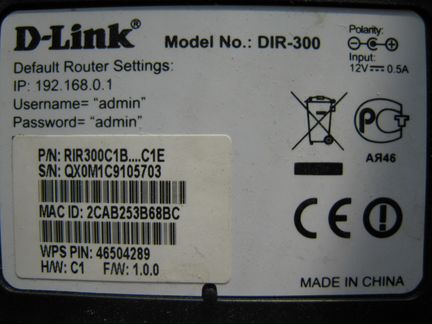 D-Link
Model No.: DIR-300
Polarity:
Input:
12V 0.5A
Default Router Settings:
IP: 192.168.0.1
Username= "admin"
Password= "admin"
P/N: RIR300C1B....C1E
S/N: QX0M1C9105703
MAC ID: 2CAB253B68BC
WPS PIN: 46504289
H/W: C1 F/W: 1.0.0
РСТ
АЯ46
CE
MADE IN CHINA